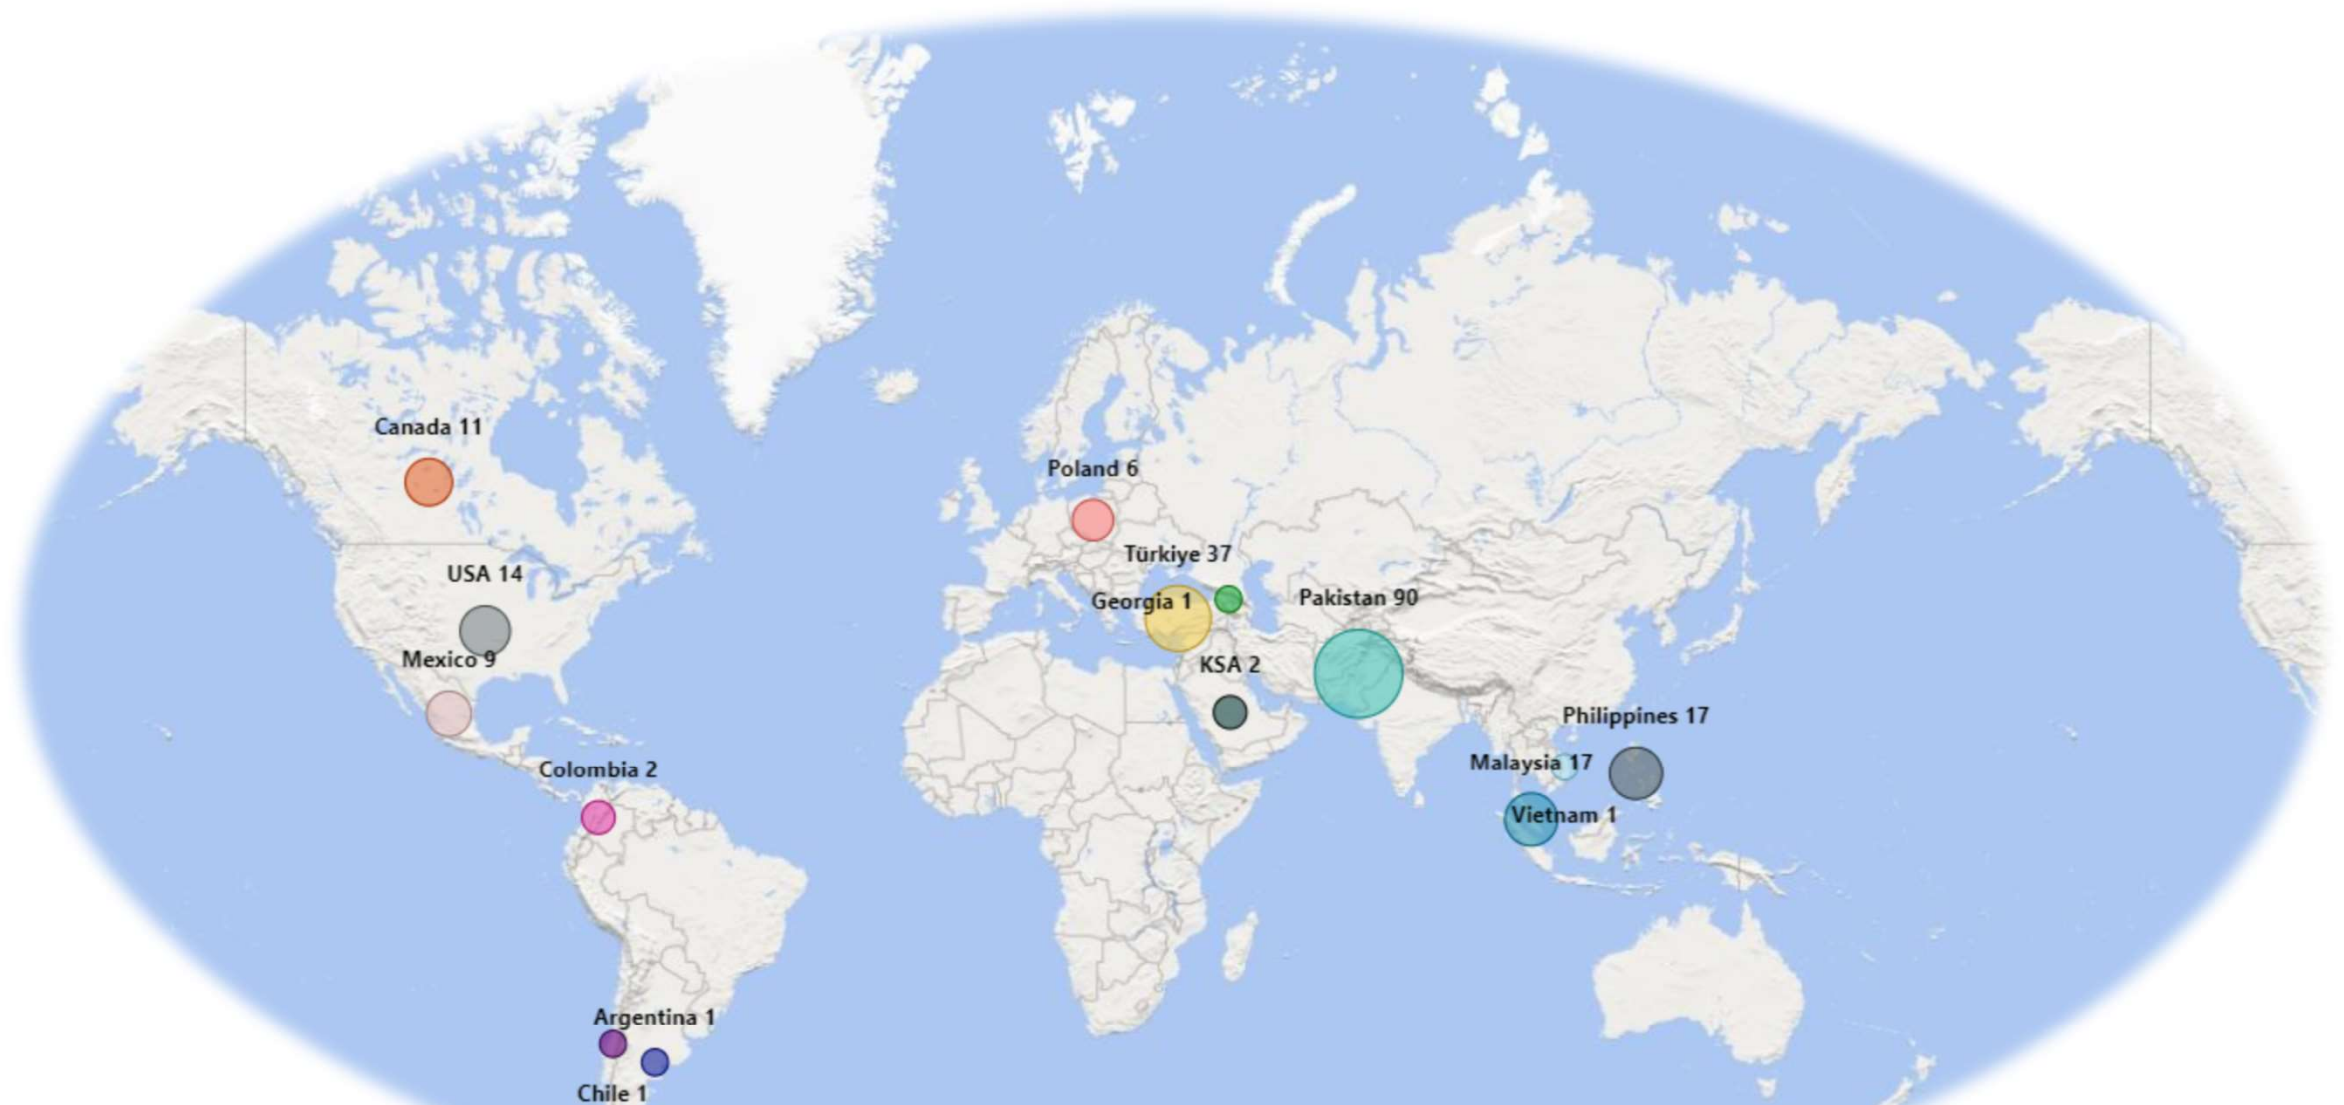 Canada 11
Poland 6
Türkiye 37
USA 14
Georgia 1
Pakistan 90
Mexico 9
KSA 2
Philippines 17
Malaysia 17
Colombia 2
Vietnam 1
Argentina 1
Chile 1